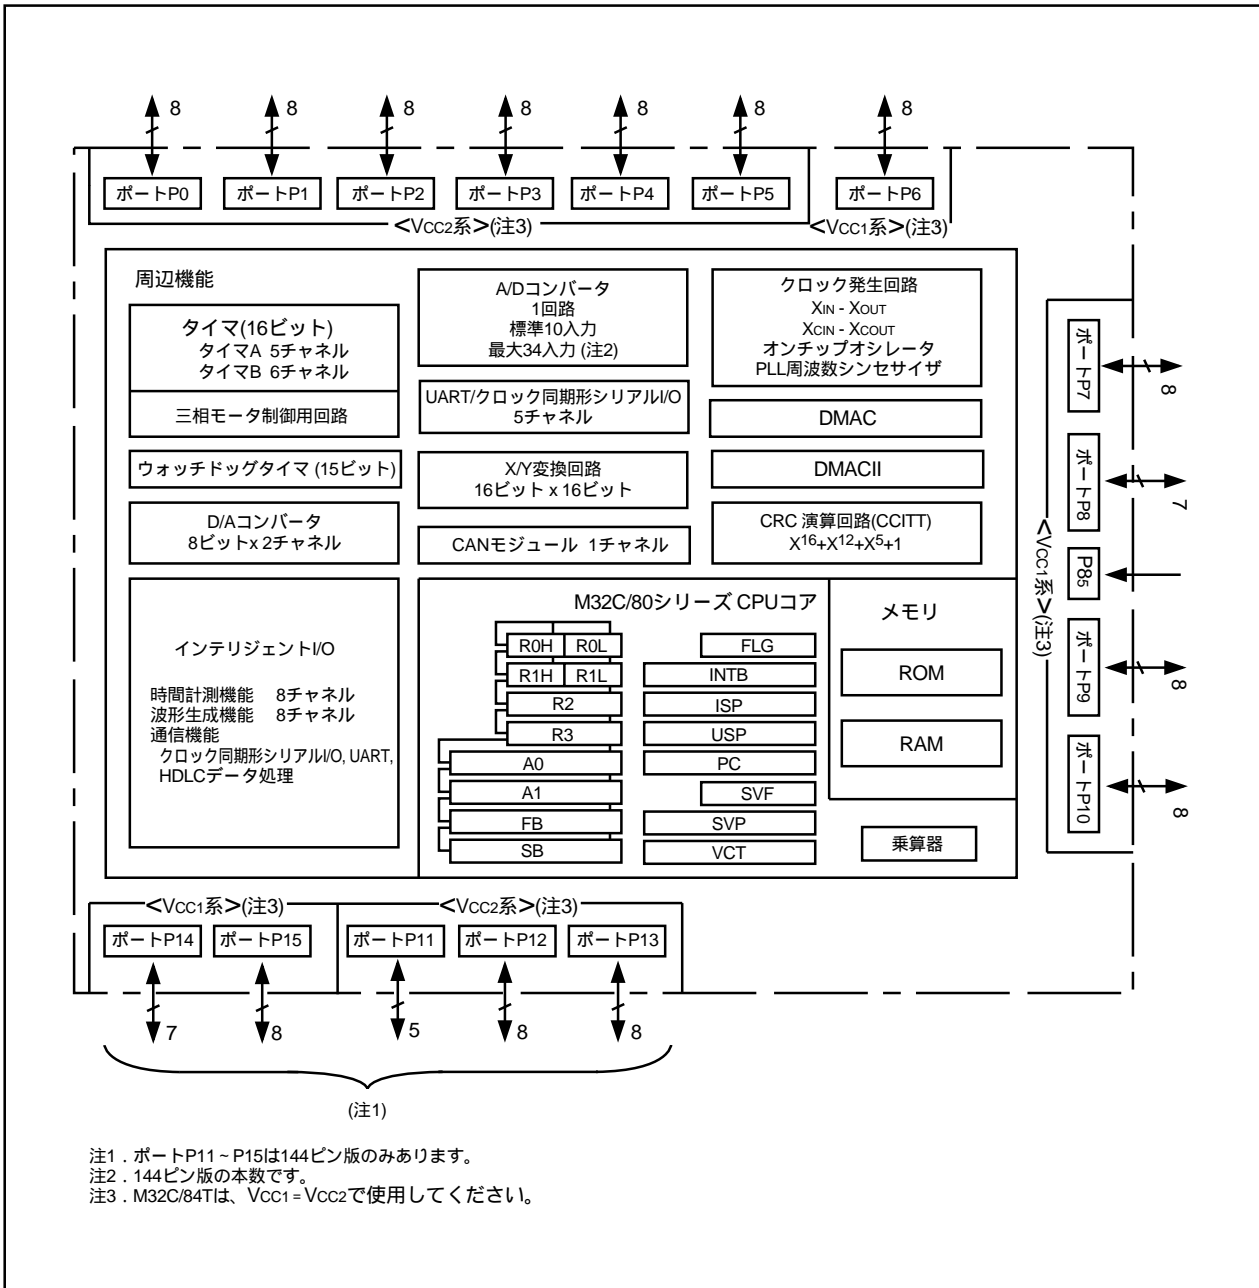 8 8 8 8 8 8 8
ポートP0 ポートP1 ポートP2 ポートP3 ポートP4 ポートP5 ポートP6
<VCC2系>(注3) <VCC1系>(注3)
周辺機能
タイマ(16ビット)
タイマA 5チャネル
タイマB 6チャネル
三相モータ制御用回路
ウォッチドッグタイマ (15ビット)
D/Aコンバータ
8ビットx 2チャネル
インテリジェントI/O
時間計測機能 8チャネル
波形生成機能 8チャネル
通信機能
クロック同期形シリアルI/O, UART,
HDLCデータ処理
A/Dコンバータ
1回路
標準10入力
最大34入力 (注2)
UART/クロック同期形シリアルI/O
5チャネル
X/Y変換回路
16ビット x 16ビット
CANモジュール 1チャネル
クロック発生回路
XIN - XOUT
XCIN - XCOUT
オンチップオシレータ
PLL周波数シンセサイザ
DMAC
DMACII
CRC 演算回路(CCITT)
X16+X12+X5+1
M32C/80シリーズ CPUコア
R0H R0L
R1H R1L
R2
R3
A0
A1
FB
SB
FLG
INTB
ISP
USP
PC
SVF
SVP
VCT
メモリ
ROM
RAM
乗算器
<VCC1系>(注3)
ポートP7 8
ポートP8 7
P85
ポートP9 8
ポートP10 8
<VCC1系>(注3) <VCC2系>(注3)
ポートP14 ポートP15 ポートP11 ポートP12 ポートP13
7 8 5 8 8
(注1)
注1．ポートP11～P15は144ピン版のみあります。
注2．144ピン版の本数です。
注3．M32C/84Tは、VCC1=VCC2で使用してください。